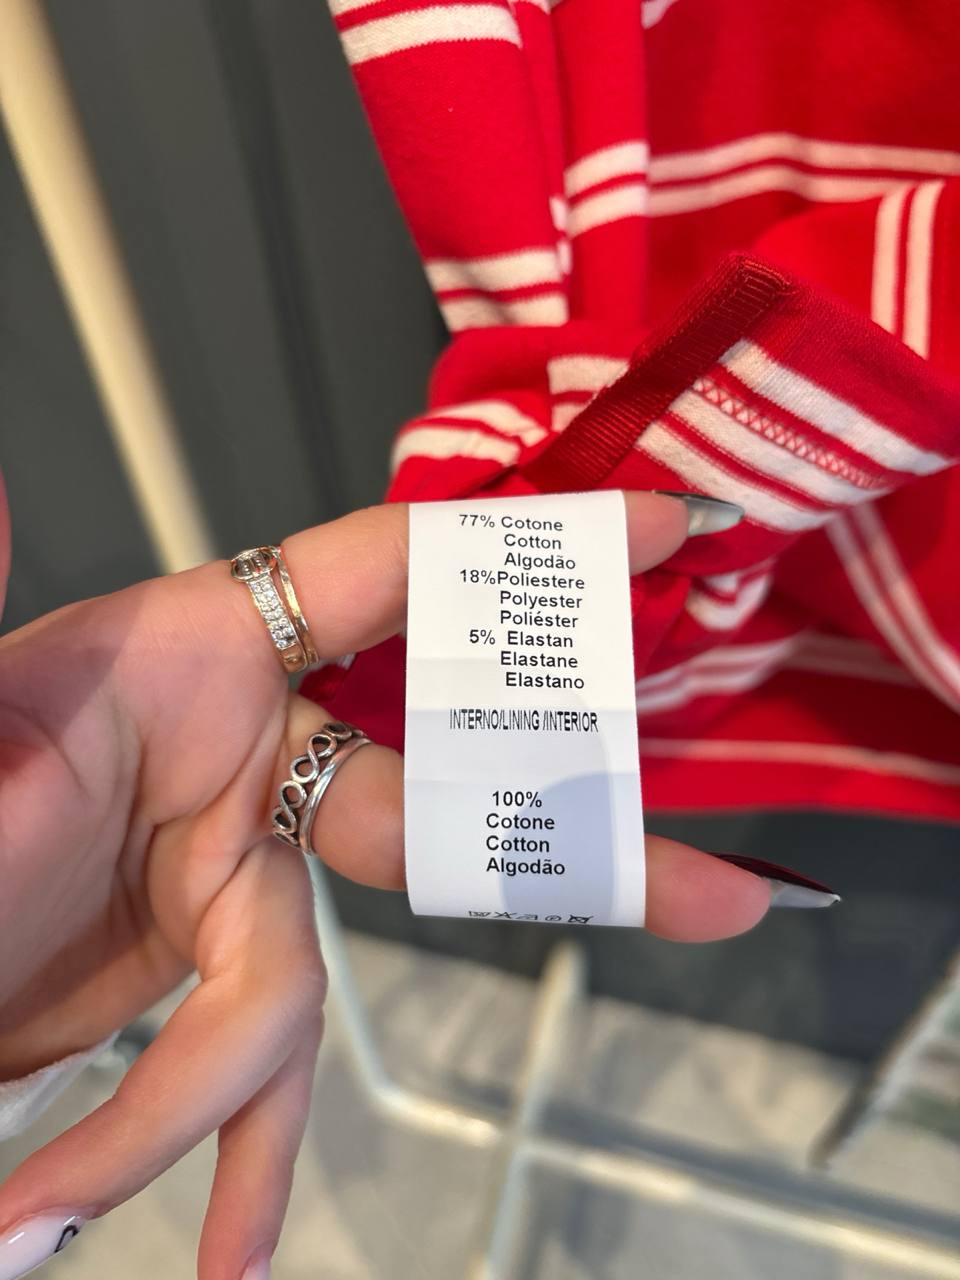 77% Cotone
Cotton
Algodão
18%Poliestere
Polyester
Poliéster
5% Elastan
Elastane
Elastano
INTERNO/LINING /INTERIOR
100%
Cotone
Cotton
Algodão